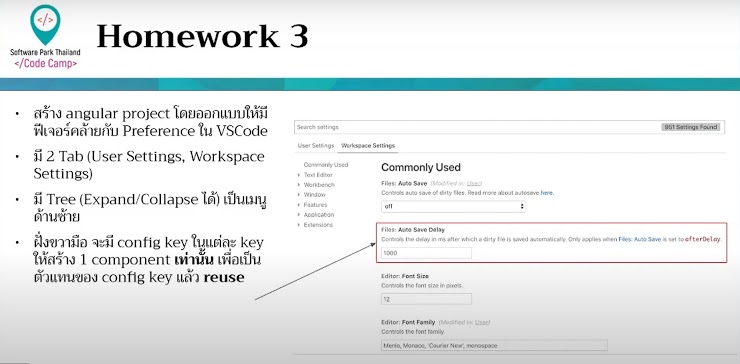 Software Park Thailand
</Code Camp>
Homework 3
• สร้าง angular project โดยออกแบบให้มี
ฟีเจอร์คล้ายกับ Preference ใน VSCode
• มี 2 Tab (User Settings, Workspace
Settings)
• มี Tree (Expand/Collapse ได้) เป็นเมนู
ด้านซ้าย
• ฝั่งขวามือ จะมี config key ในแต่ละ key
ให้สร้าง 1 component เท่านั้น เพื่อเป็น
ตัวแทนของ config key แล้ว reuse
Search settings
951 Settings Found
User Settings Workspace Settings
Commonly Used
Text Editor
Workbench
Window
Features
Application
Extensions
Commonly Used
Files: Auto Save (Modified in: User)
Controls auto save of dirty files. Read more about autosave here.
off
Files: Auto Save Delay
Controls the delay in ms after which a dirty file is saved automatically. Only applies when Files: Auto Save is set to afterDelay.
1000
Editor: Font Size
Controls the font size in pixels.
12
Editor: Font Family (Modified in: User)
Controls the font family.
Menlo, Monaco, 'Courier New', monospace